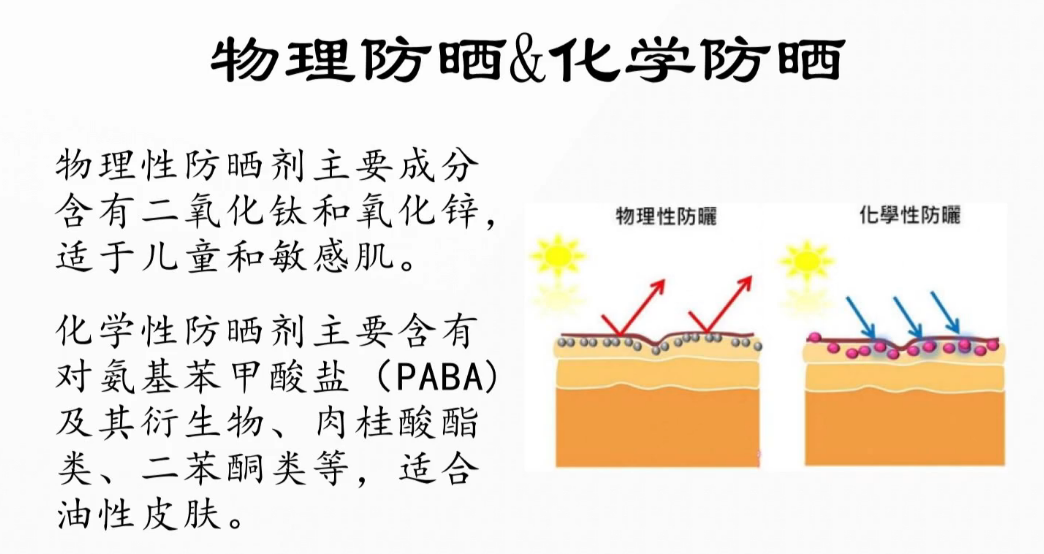 物理防晒&化学防晒
物理性防晒剂主要成分
含有二氧化钛和氧化锌，
适于儿童和敏感肌。
化学性防晒剂主要含有
对氨基苯甲酸盐（PABA）
及其衍生物、肉桂酸酯
类、二苯酮类等，适合
油性皮肤。
物理性防曬
化學性防曬